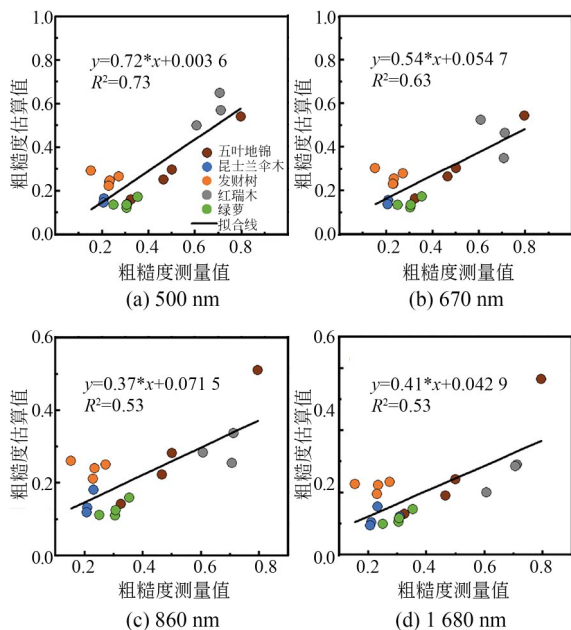 1.0
0.8
0.6
0.4
0.2
0.0
粗糙度估算值
y=0.72*x+0.003 6
R²=0.73
五叶地锦
昆士兰伞木
发财树
红瑞木
绿萝
拟合线
0.0 0.2 0.4 0.6 0.8 1.0
粗糙度测量值
(a) 500 nm
1.0
0.8
0.6
0.4
0.2
0.0
粗糙度估算值
y=0.54*x+0.054 7
R²=0.63
0.2 0.4 0.6 0.8
粗糙度测量值
(b) 670 nm
0.6
0.4
0.2
0.0
粗糙度估算值
y=0.37*x+0.071 5
R²=0.53
0.2 0.4 0.6 0.8
粗糙度测量值
(c) 860 nm
0.6
0.4
0.2
0.0
粗糙度估算值
y=0.41*x+0.042 9
R²=0.53
0.2 0.4 0.6 0.8
粗糙度测量值
(d) 1 680 nm